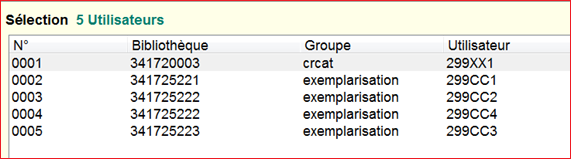 Sélection 5 Utilisateurs
N° Bibliothèque Groupe Utilisateur
0001 341720003 crcat 299XX1
0002 341725221 exemplarisation 299CC1
0003 341725222 exemplarisation 299CC2
0004 341725222 exemplarisation 299CC4
0005 341725223 exemplarisation 299CC3